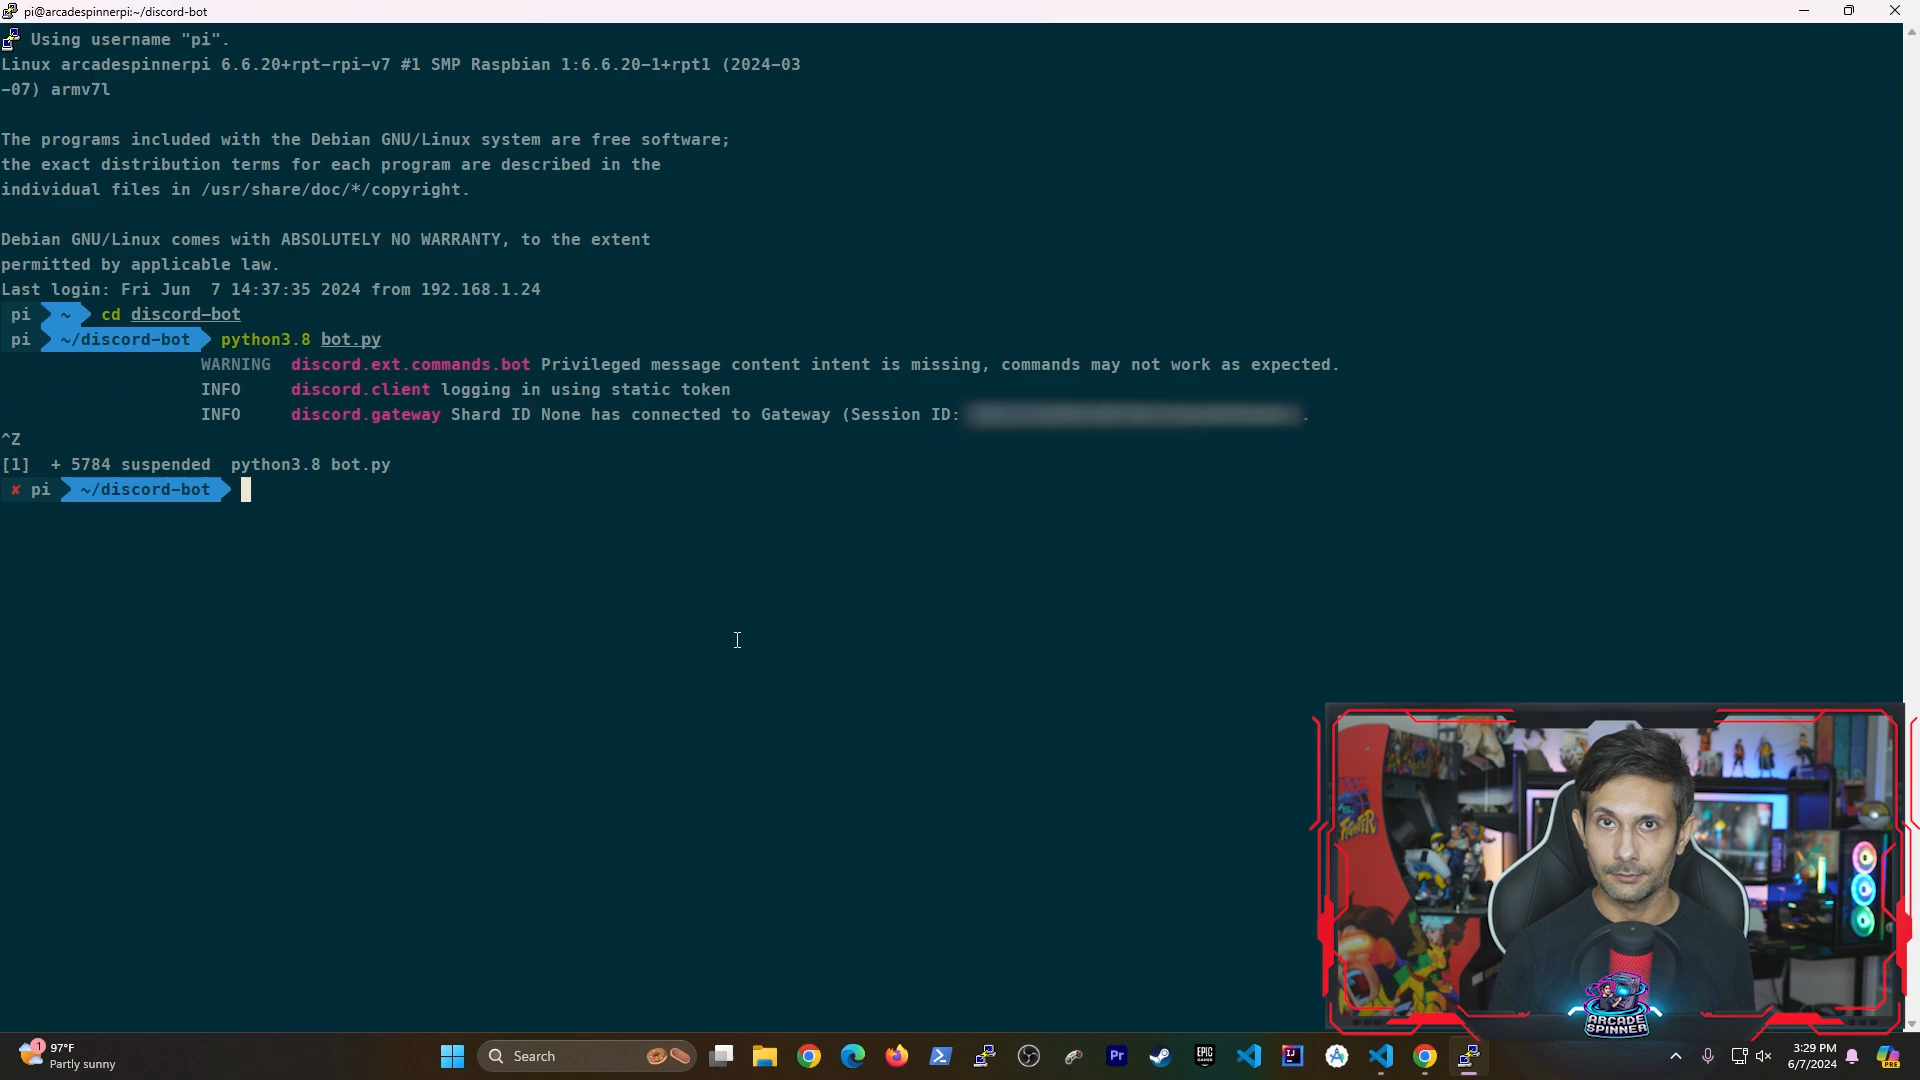 pi@arcadespinnerpi:~/discord-bot
Using username "pi".
Linux arcadespinnerpi 6.6.20+rpt-rpi-v7 #1 SMP Raspbian 1:6.6.20-1+rpt1 (2024-03
-07) armv7l
The programs included with the Debian GNU/Linux system are free software;
the exact distribution terms for each program are described in the
individual files in /usr/share/doc/*/copyright.
Debian GNU/Linux comes with ABSOLUTELY NO WARRANTY, to the extent
permitted by applicable law.
Last login: Fri Jun  7 14:37:35 2024 from 192.168.1.24
pi ~ cd discord-bot
pi ~/discord-bot python3.8 bot.py
WARNING  discord.ext.commands.bot Privileged message content intent is missing, commands may not work as expected.
INFO     discord.client logging in using static token
INFO     discord.gateway Shard ID None has connected to Gateway (Session ID: .
^Z
[1]  + 5784 suspended  python3.8 bot.py
✘ pi ~/discord-bot
FIGHTER
ARCADE
SPINNER
1
97°F
Partly sunny
Search
Pr
EPIC
GAMES
IJ
3:29 PM
6/7/2024
PRE